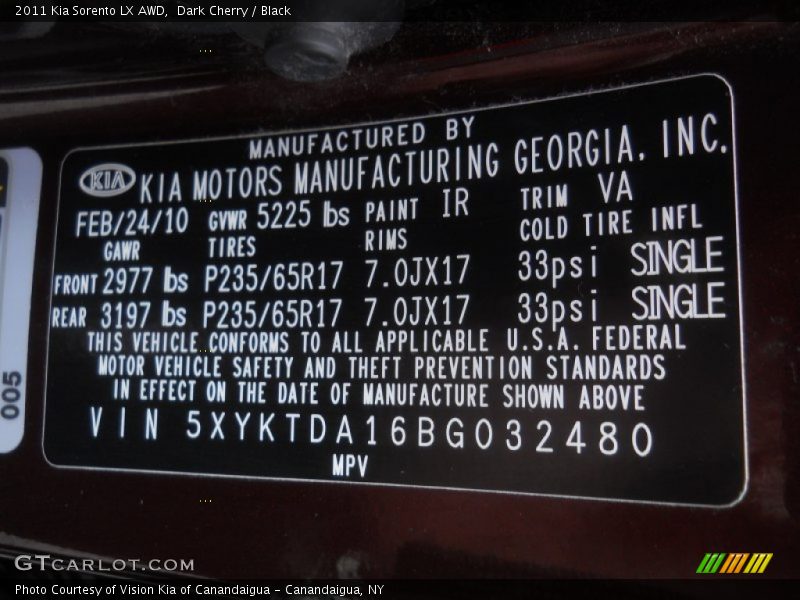 2011 Kia Sorento LX AWD,  Dark Cherry / Black
MANUFACTURED BY
KIA KIA MOTORS MANUFACTURING GEORGIA, INC.
FEB/24/10 GVWR 5225 lbs PAINT IR TRIM VA
GAWR TIRES RIMS COLD TIRE INFL
FRONT 2977 lbs P235/65R17 7.0JX17 33psi SINGLE
REAR 3197 lbs P235/65R17 7.0JX17 33psi SINGLE
THIS VEHICLE CONFORMS TO ALL APPLICABLE U.S.A. FEDERAL
MOTOR VEHICLE SAFETY AND THEFT PREVENTION STANDARDS
IN EFFECT ON THE DATE OF MANUFACTURE SHOWN ABOVE
VIN 5XYKTDA16BG032480
MPV
005
GTCARLOT.COM
Photo Courtesy of Vision Kia of Canandaigua - Canandaigua, NY